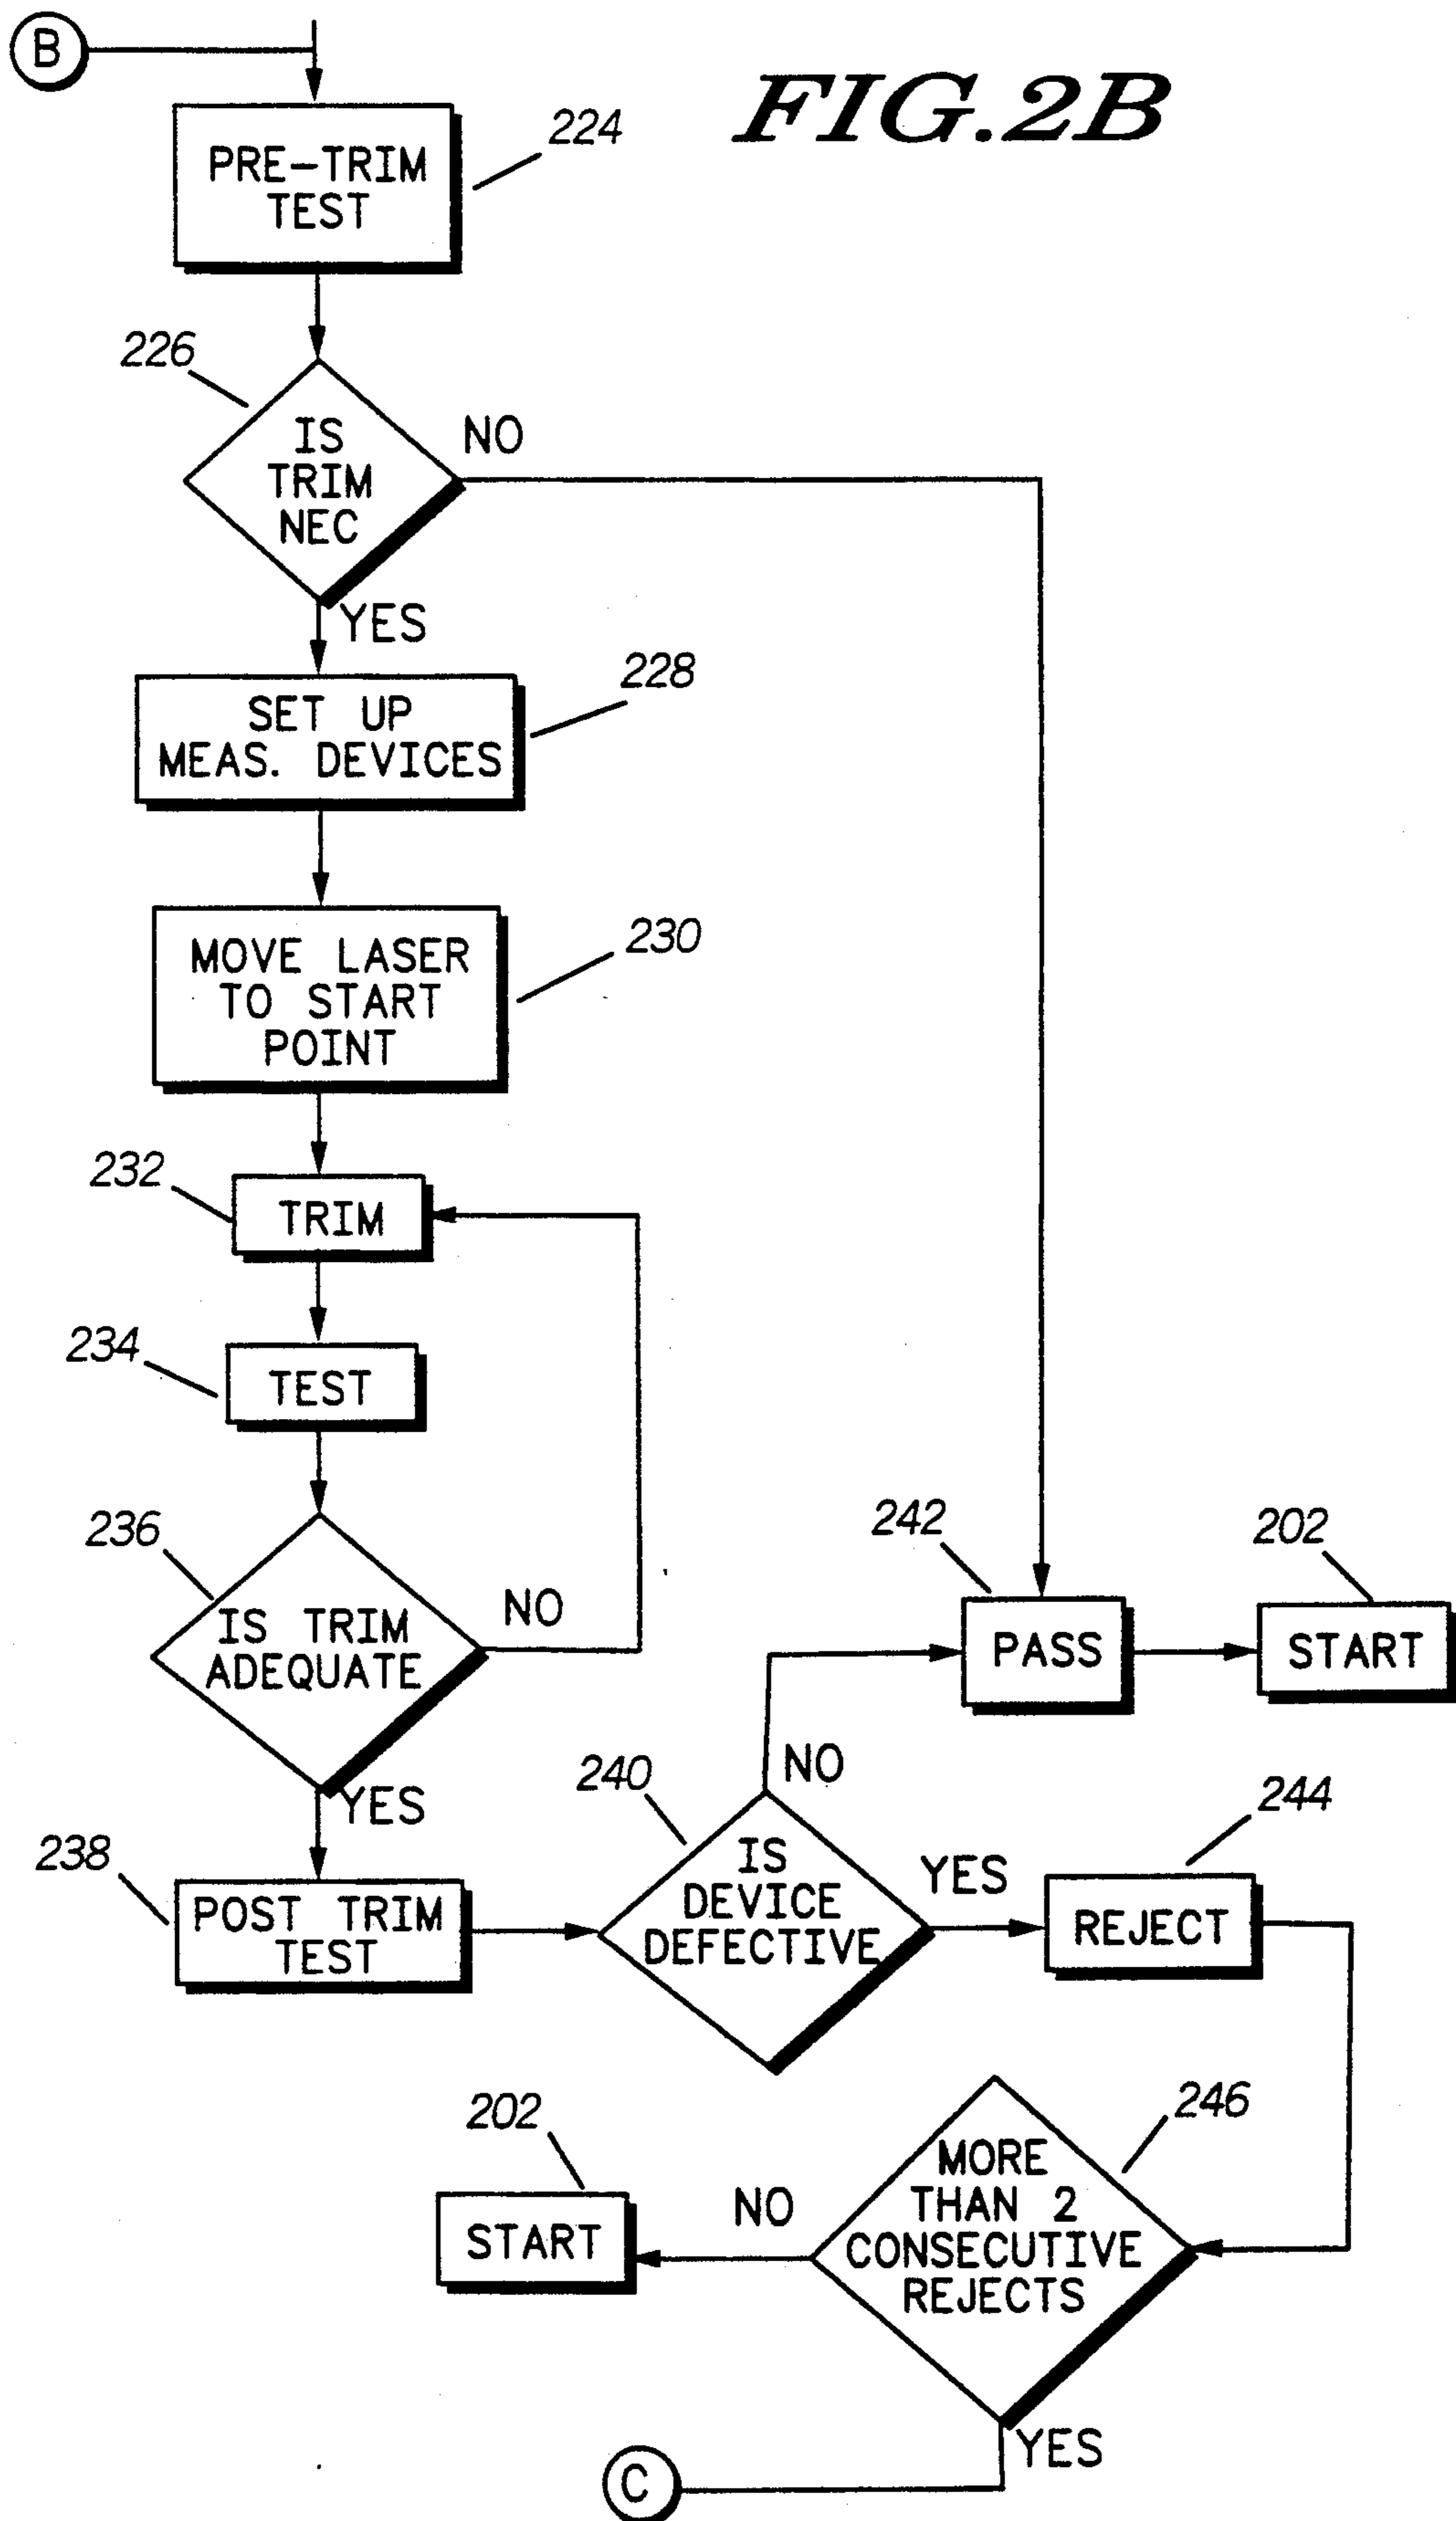 B
FIG.2B
224
PRE-TRIM
TEST
226
IS
TRIM
NEC
NO
YES
228
SET UP
MEAS. DEVICES
230
MOVE LASER
TO START
POINT
232
TRIM
234
TEST
236
IS TRIM
ADEQUATE
NO
YES
238
POST TRIM
TEST
240
IS
DEVICE
DEFECTIVE
NO
YES
242
PASS
202
START
244
REJECT
246
MORE
THAN 2
CONSECUTIVE
REJECTS
NO
202
START
YES
C